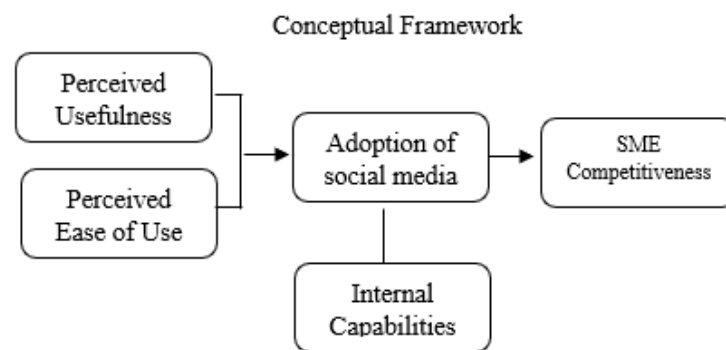 Conceptual Framework
Perceived
Usefulness
Perceived
Ease of Use
Adoption of
social media
SME
Competitiveness
Internal
Capabilities